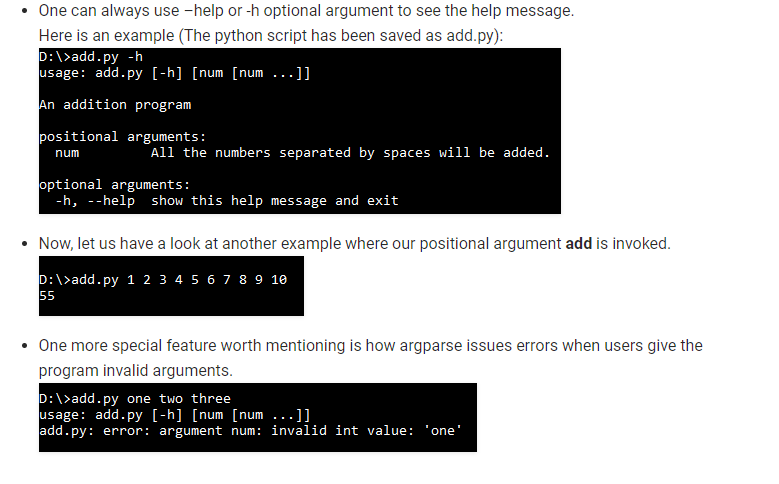 • One can always use –help or -h optional argument to see the help message.
Here is an example (The python script has been saved as add.py):
D:\>add.py -h
usage: add.py [-h] [num [num ...]]
An addition program
positional arguments:
  num         All the numbers separated by spaces will be added.
optional arguments:
  -h, --help  show this help message and exit
• Now, let us have a look at another example where our positional argument add is invoked.
D:\>add.py 1 2 3 4 5 6 7 8 9 10
55
• One more special feature worth mentioning is how argparse issues errors when users give the
program invalid arguments.
D:\>add.py one two three
usage: add.py [-h] [num [num ...]]
add.py: error: argument num: invalid int value: 'one'